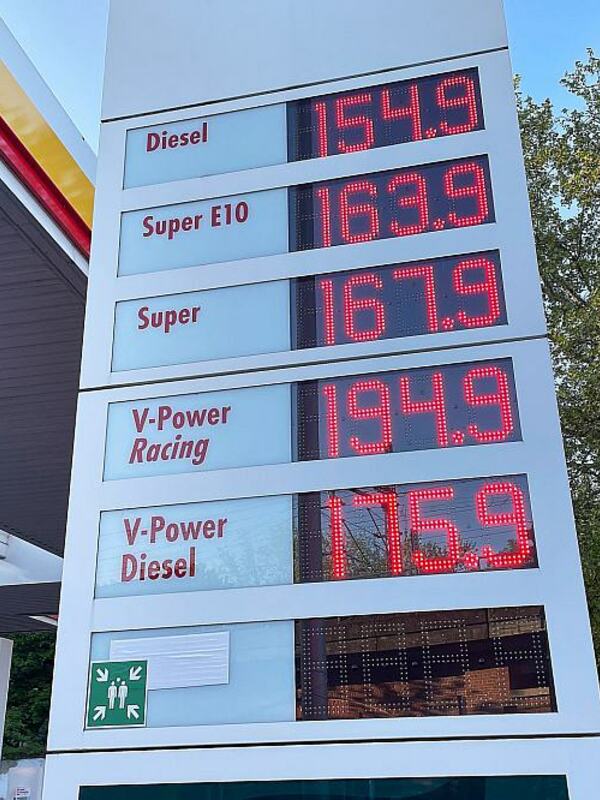 Diesel 154.9
Super E10 163.9
Super 167.9
V-Power
Racing 194.9
V-Power
Diesel 175.9